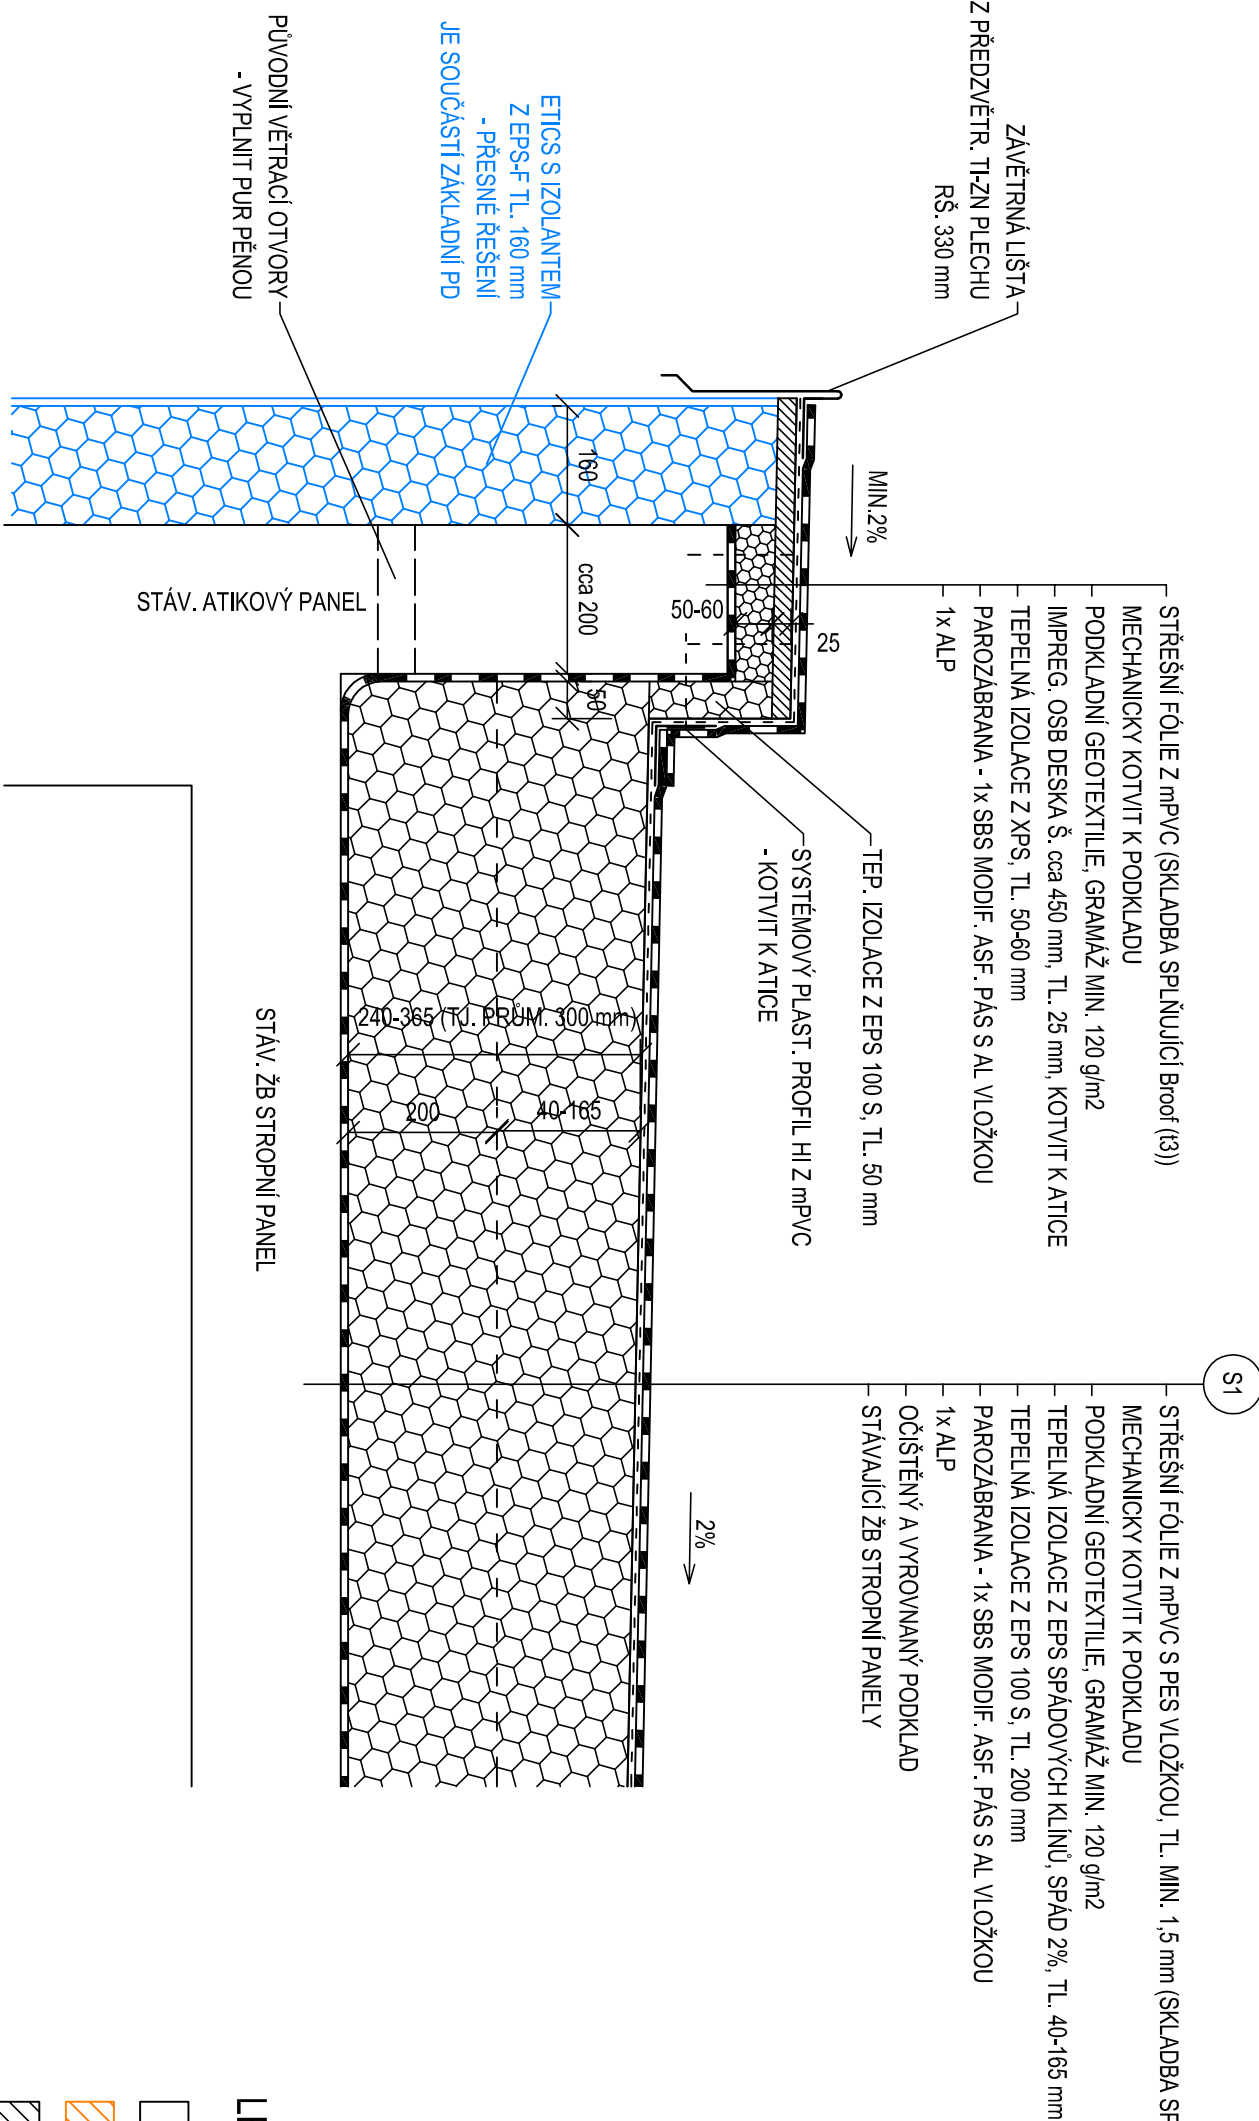 ZÁVĚTRNÁ LIŠTA
Z PŘEDZVĚTR. TI-ZN PLECHU
RŠ. 330 mm
ETICS S IZOLANTEM
Z EPS-F TL. 160 mm
- PŘESNÉ ŘEŠENÍ
JE SOUČÁSTÍ ZÁKLADNÍ PD
PŮVODNÍ VĚTRACÍ OTVORY
- VYPLNIT PUR PĚNOU
MIN.2%
STŘEŠNÍ FÓLIE Z mPVC (SKLADBA SPLŇUJÍCÍ Broof (t3))
MECHANICKY KOTVIT K PODKLADU
PODKLADNÍ GEOTEXTILIE, GRAMÁŽ MIN. 120 g/m2
IMPREG. OSB DESKA Š. cca 450 mm, TL. 25 mm, KOTVIT K ATICE
TEPELNÁ IZOLACE Z XPS, TL. 50-60 mm
PAROZÁBRANA - 1x SBS MODIF. ASF. PÁS S AL VLOŽKOU
1x ALP
160
cca 200
50
50-60
25
STÁV. ATIKOVÝ PANEL
TEP. IZOLACE Z EPS 100 S, TL. 50 mm
SYSTÉMOVÝ PLAST. PROFIL HI Z mPVC
- KOTVIT K ATICE
240-365 (TJ. PRŮM. 300 mm)
200
40-165
STÁV. ŽB STROPNÍ PANEL
S1
STŘEŠNÍ FÓLIE Z mPVC S PES VLOŽKOU, TL. MIN. 1,5 mm (SKLADBA
MECHANICKY KOTVIT K PODKLADU
PODKLADNÍ GEOTEXTILIE, GRAMÁŽ MIN. 120 g/m2
TEPELNÁ IZOLACE Z EPS SPÁDOVÝCH KLÍNŮ, SPÁD 2%, TL. 40-165 mm
TEPELNÁ IZOLACE Z EPS 100 S, TL. 200 mm
PAROZÁBRANA - 1x SBS MODIF. ASF. PÁS S AL VLOŽKOU
1x ALP
OČIŠTĚNÝ A VYROVNANÝ PODKLAD
STÁVAJÍCÍ ŽB STROPNÍ PANELY
2%